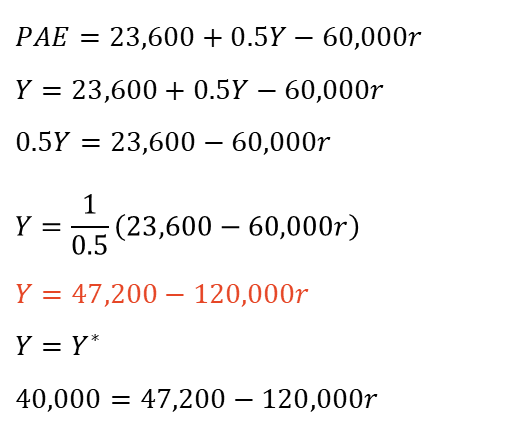 PAE = 23,600 + 0.5Y − 60,000r
Y = 23,600 + 0.5Y − 60,000r
0.5Y = 23,600 − 60,000r
Y = 1/0.5 (23,600 − 60,000r)
Y = 47,200 − 120,000r
Y = Y*
40,000 = 47,200 − 120,000r